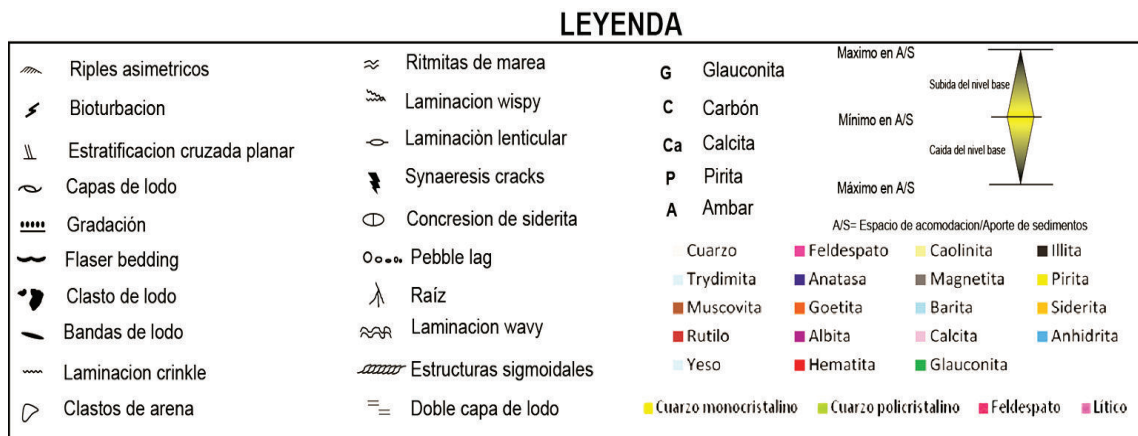 LEYENDA
Riples asimetricos
Bioturbacion
Estratificacion cruzada planar
Capas de lodo
Gradación
Flaser bedding
Clasto de lodo
Bandas de lodo
Laminacion crinkle
Clastos de arena
Ritmitas de marea
Laminacion wispy
Laminaciòn lenticular
Synaeresis cracks
Concresion de siderita
Pebble lag
Raíz
Laminacion wavy
Estructuras sigmoidales
Doble capa de lodo
G Glauconita
C Carbón
Ca Calcita
P Pirita
A Ambar
Maximo en A/S
Subida del nivel base
Mínimo en A/S
Caida del nivel base
Máximo en A/S
A/S= Espacio de acomodacion/Aporte de sedimentos
Cuarzo Feldespato Caolinita Illita
Trydimita Anatasa Magnetita Pirita
Muscovita Goetita Barita Siderita
Rutilo Albita Calcita Anhidrita
Yeso Hematita Glauconita
Cuarzo monocristalino Cuarzo policristalino Feldespato Lítico